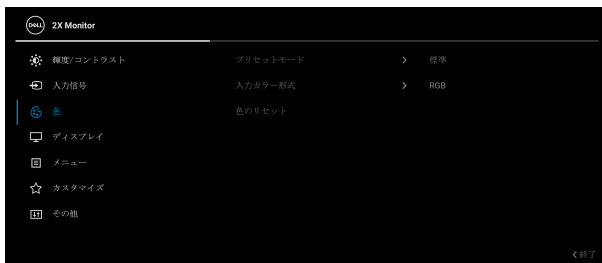 DELL 2X Monitor
輝度/コントラスト プリセットモード > 標準
入力信号 入力カラー形式 > RGB
色 色のリセット
ディスプレイ
メニュー
カスタマイズ
その他
<終了